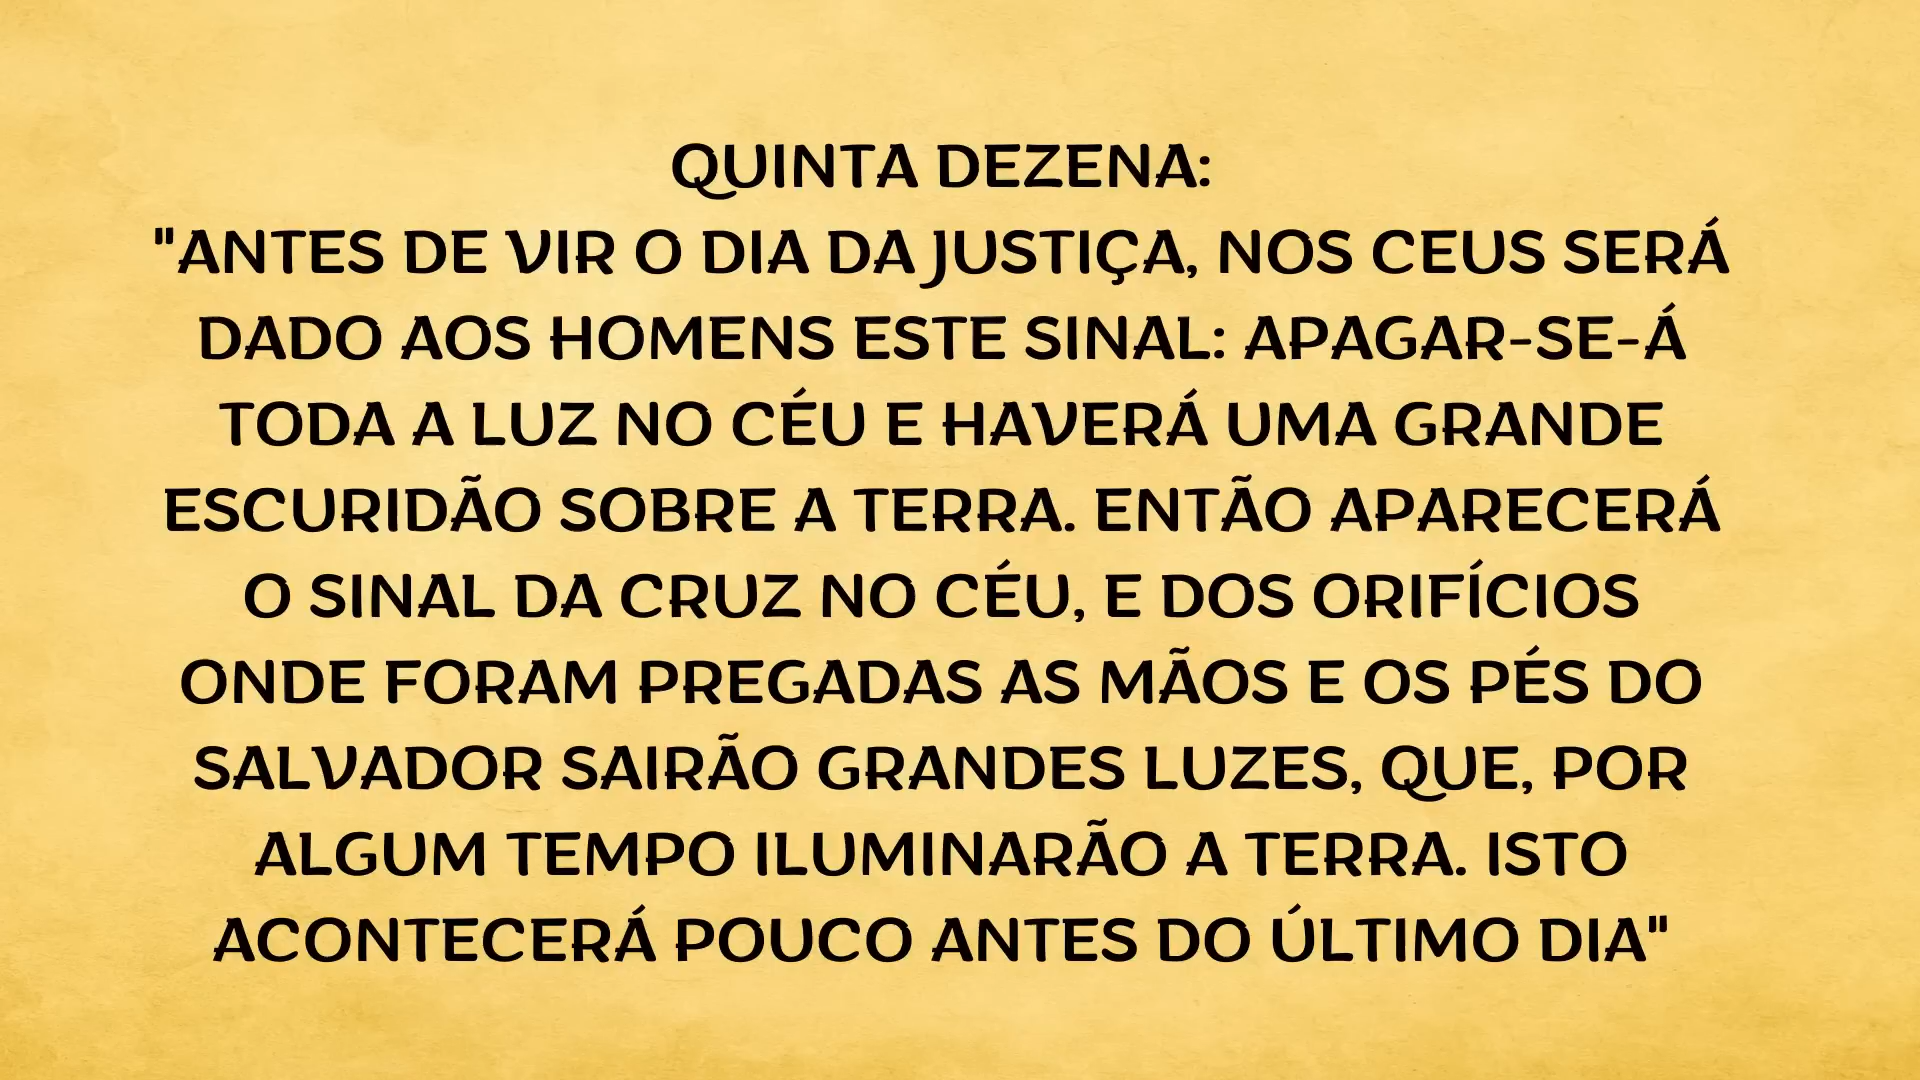 QUINTA DEZENA:
"ANTES DE VIR O DIA DA JUSTIÇA, NOS CEUS SERÁ
DADO AOS HOMENS ESTE SINAL: APAGAR-SE-Á
TODA A LUZ NO CÉU E HAVERÁ UMA GRANDE
ESCURIDÃO SOBRE A TERRA. ENTÃO APARECERÁ
O SINAL DA CRUZ NO CÉU, E DOS ORIFÍCIOS
ONDE FORAM PREGADAS AS MÃOS E OS PÉS DO
SALVADOR SAIRÃO GRANDES LUZES, QUE, POR
ALGUM TEMPO ILUMINARÃO A TERRA. ISTO
ACONTECERÁ POUCO ANTES DO ÚLTIMO DIA"